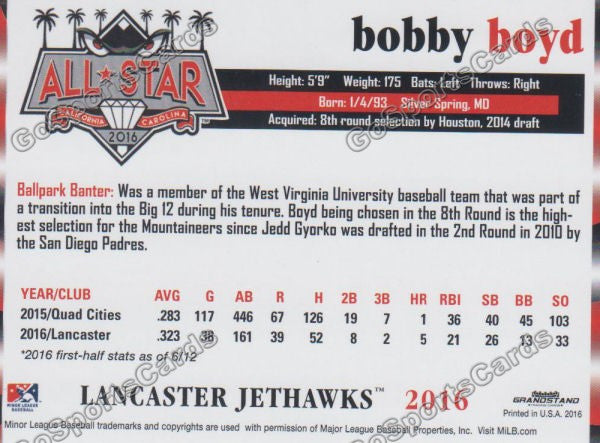 bobby boyd
ALL★STAR
CALIFORNIA CAROLINA
2016
Height: 5'9" Weight: 175 Bats: Left Throws: Right
Born: 1/4/93 Silver Spring, MD
Acquired: 8th round selection by Houston, 2014 draft
Ballpark Banter: Was a member of the West Virginia University baseball team that was part of
a transition into the Big 12 during his tenure. Boyd being chosen in the 8th Round is the high-
est selection for the Mountaineers since Jedd Gyorko was drafted in the 2nd Round in 2010 by
the San Diego Padres.
YEAR/CLUB AVG G AB R H 2B 3B HR RBI SB BB SO
2015/Quad Cities .283 117 446 67 126 19 7 1 36 40 45 103
2016/Lancaster .323 38 161 39 52 8 2 5 21 26 13 33
*2016 first-half stats as of 6/12
MINOR LEAGUE
BASEBALL
LANCASTER JETHAWKS™ 2016
GRANDSTAND
Printed in U.S.A. 2016
Minor League Baseball trademarks and copyrights are used with permission of Major League Baseball Properties, Inc. Visit MiLB.com
GoSportsCards